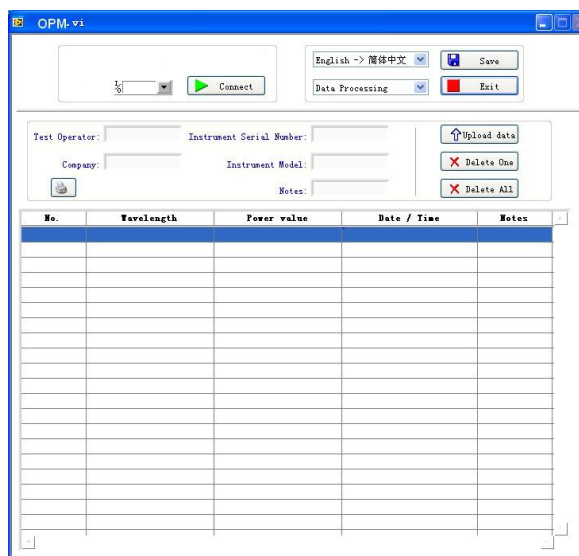 OPM.vi
English -> 简体中文
Save
I/O
Connect
Data Processing
Exit
Test Operator:
Instrument Serial Number:
Upload data
Company:
Instrument Model:
Delete One
Notes:
Delete All
No. Wavelength Power value Date / Time Notes